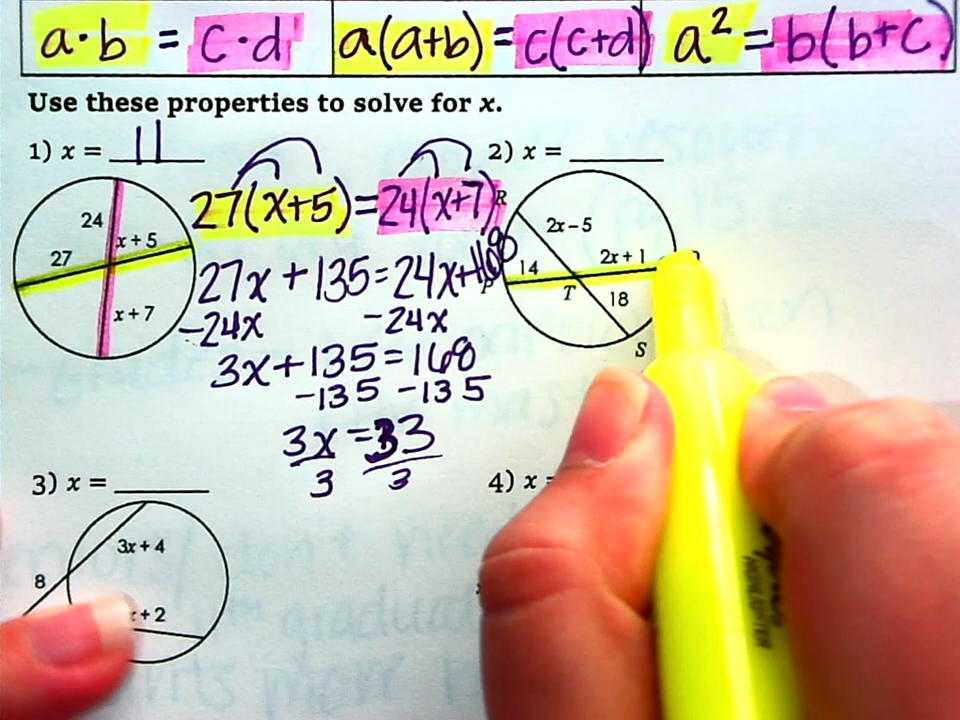 a·b = c·d a(a+b)=c(c+d) a²=b(b+c)
Use these properties to solve for x.
1) x = 11
2) x =
24
x + 5
27
x + 7
27(x+5)=24(x+7)
27x+135=24x+168
-24x -24x
3x+135=168
-135 -135
3x=33
3 3
R
2x – 5
14
2x + 1
P
T
18
S
3) x =
3x + 4
8
+ 2
4) x =